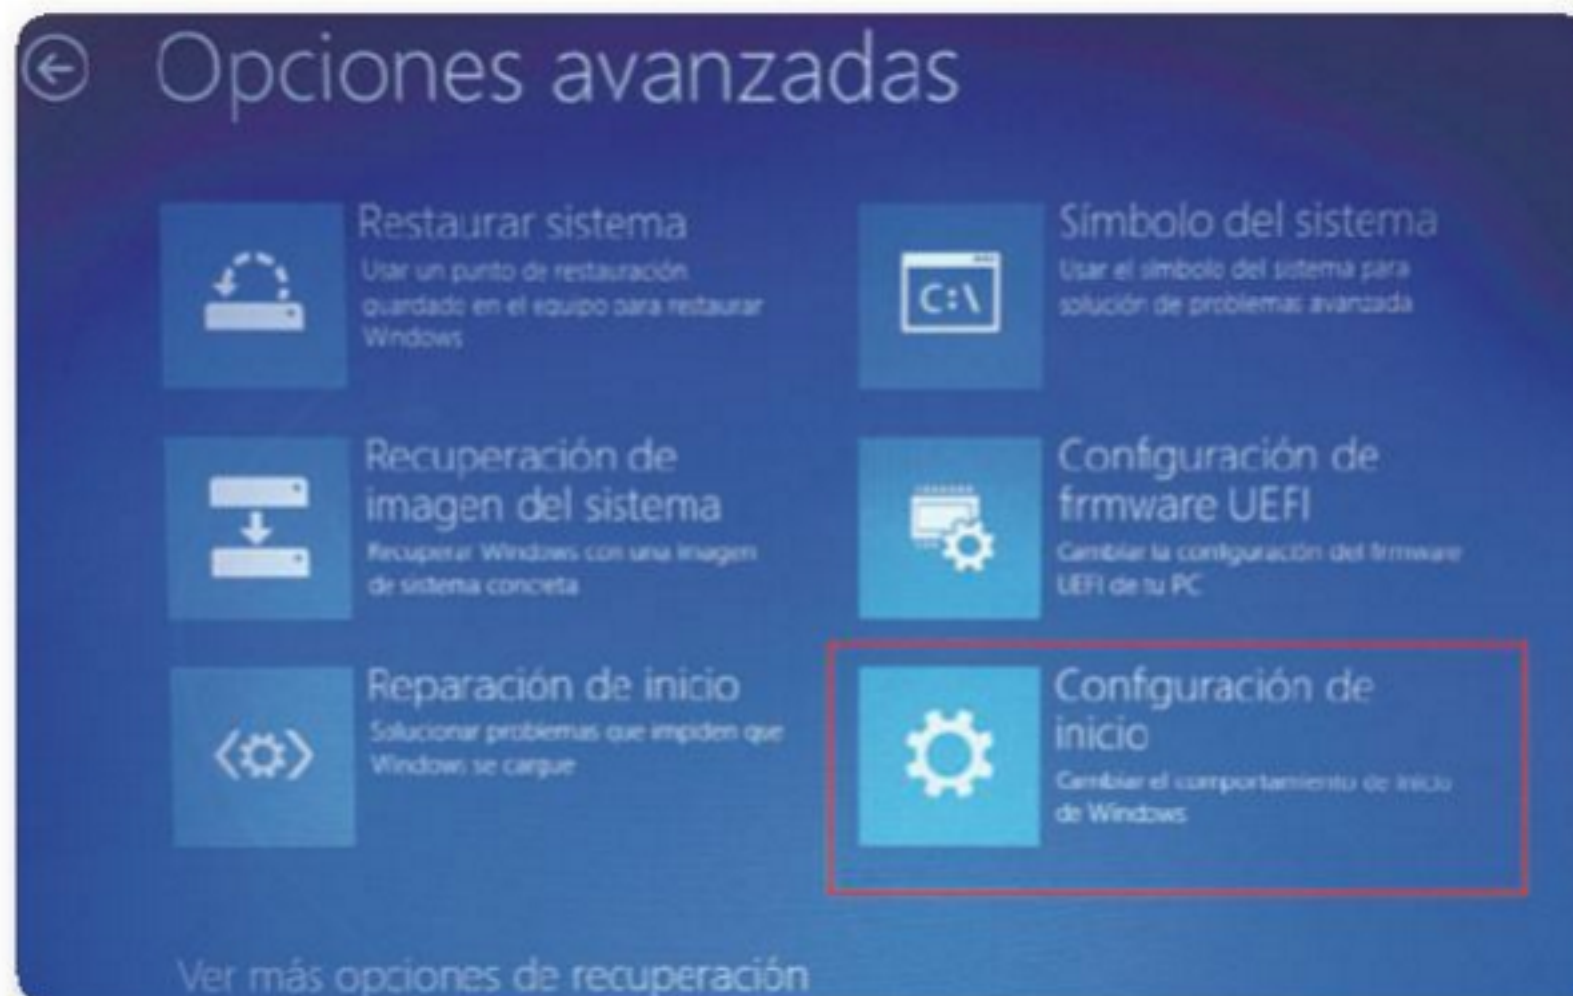 Opciones avanzadas
Restaurar sistema
Usar un punto de restauración
guardado en el equipo para restaurar
Windows
Símbolo del sistema
Usar el símbolo del sistema para
solución de problemas avanzada
C:\
Recuperación de
imagen del sistema
Recuperar Windows con una imagen
de sistema concreta
Configuración de
firmware UEFI
Cambiar la configuración del firmware
UEFI de tu PC
Reparación de inicio
Solucionar problemas que impiden que
Windows se cargue
Configuración de
inicio
Cambiar el comportamiento de inicio
de Windows
Ver más opciones de recuperación